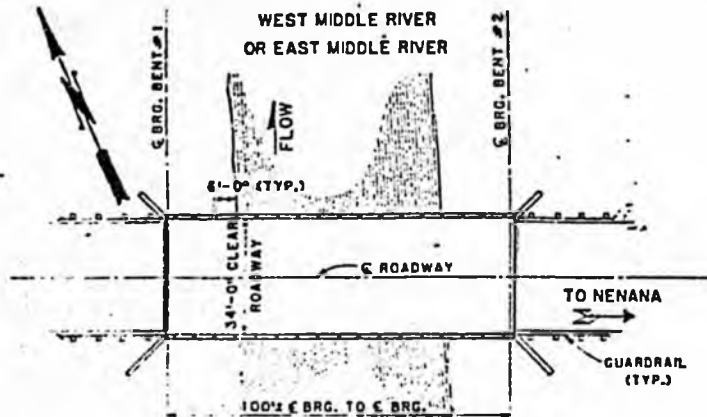 WEST MIDDLE RIVER
OR EAST MIDDLE RIVER
℄ BRG. BENT #1
℄ BRG. BENT #2
FLOW
6'-0" (TYP.)
34'-0" CLEAR
ROADWAY
℄ ROADWAY
TO NENANA
GUARDRAIL
(TYP.)
100'± ℄ BRG. TO ℄ BRG.